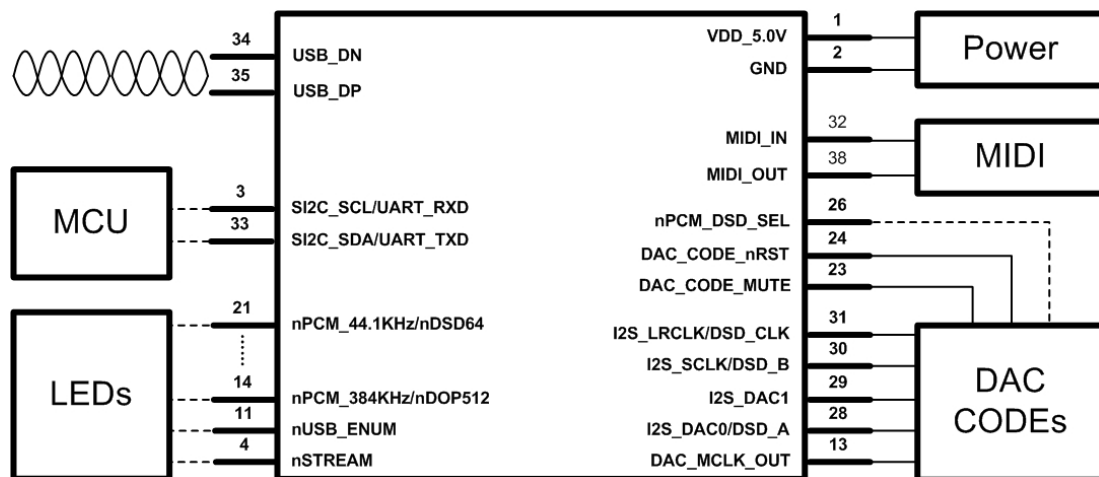 34
USB_DN
35
USB_DP
MCU
3
SI2C_SCL/UART_RXD
33
SI2C_SDA/UART_TXD
LEDs
21
nPCM_44.1KHz/nDSD64
14
nPCM_384KHz/nDOP512
11
nUSB_ENUM
4
nSTREAM
1
VDD_5.0V
2
GND
Power
32
MIDI_IN
38
MIDI_OUT
MIDI
26
nPCM_DSD_SEL
24
DAC_CODE_nRST
23
DAC_CODE_MUTE
31
I2S_LRCLK/DSD_CLK
30
I2S_SCLK/DSD_B
29
I2S_DAC1
28
I2S_DAC0/DSD_A
13
DAC_MCLK_OUT
DAC
CODEs